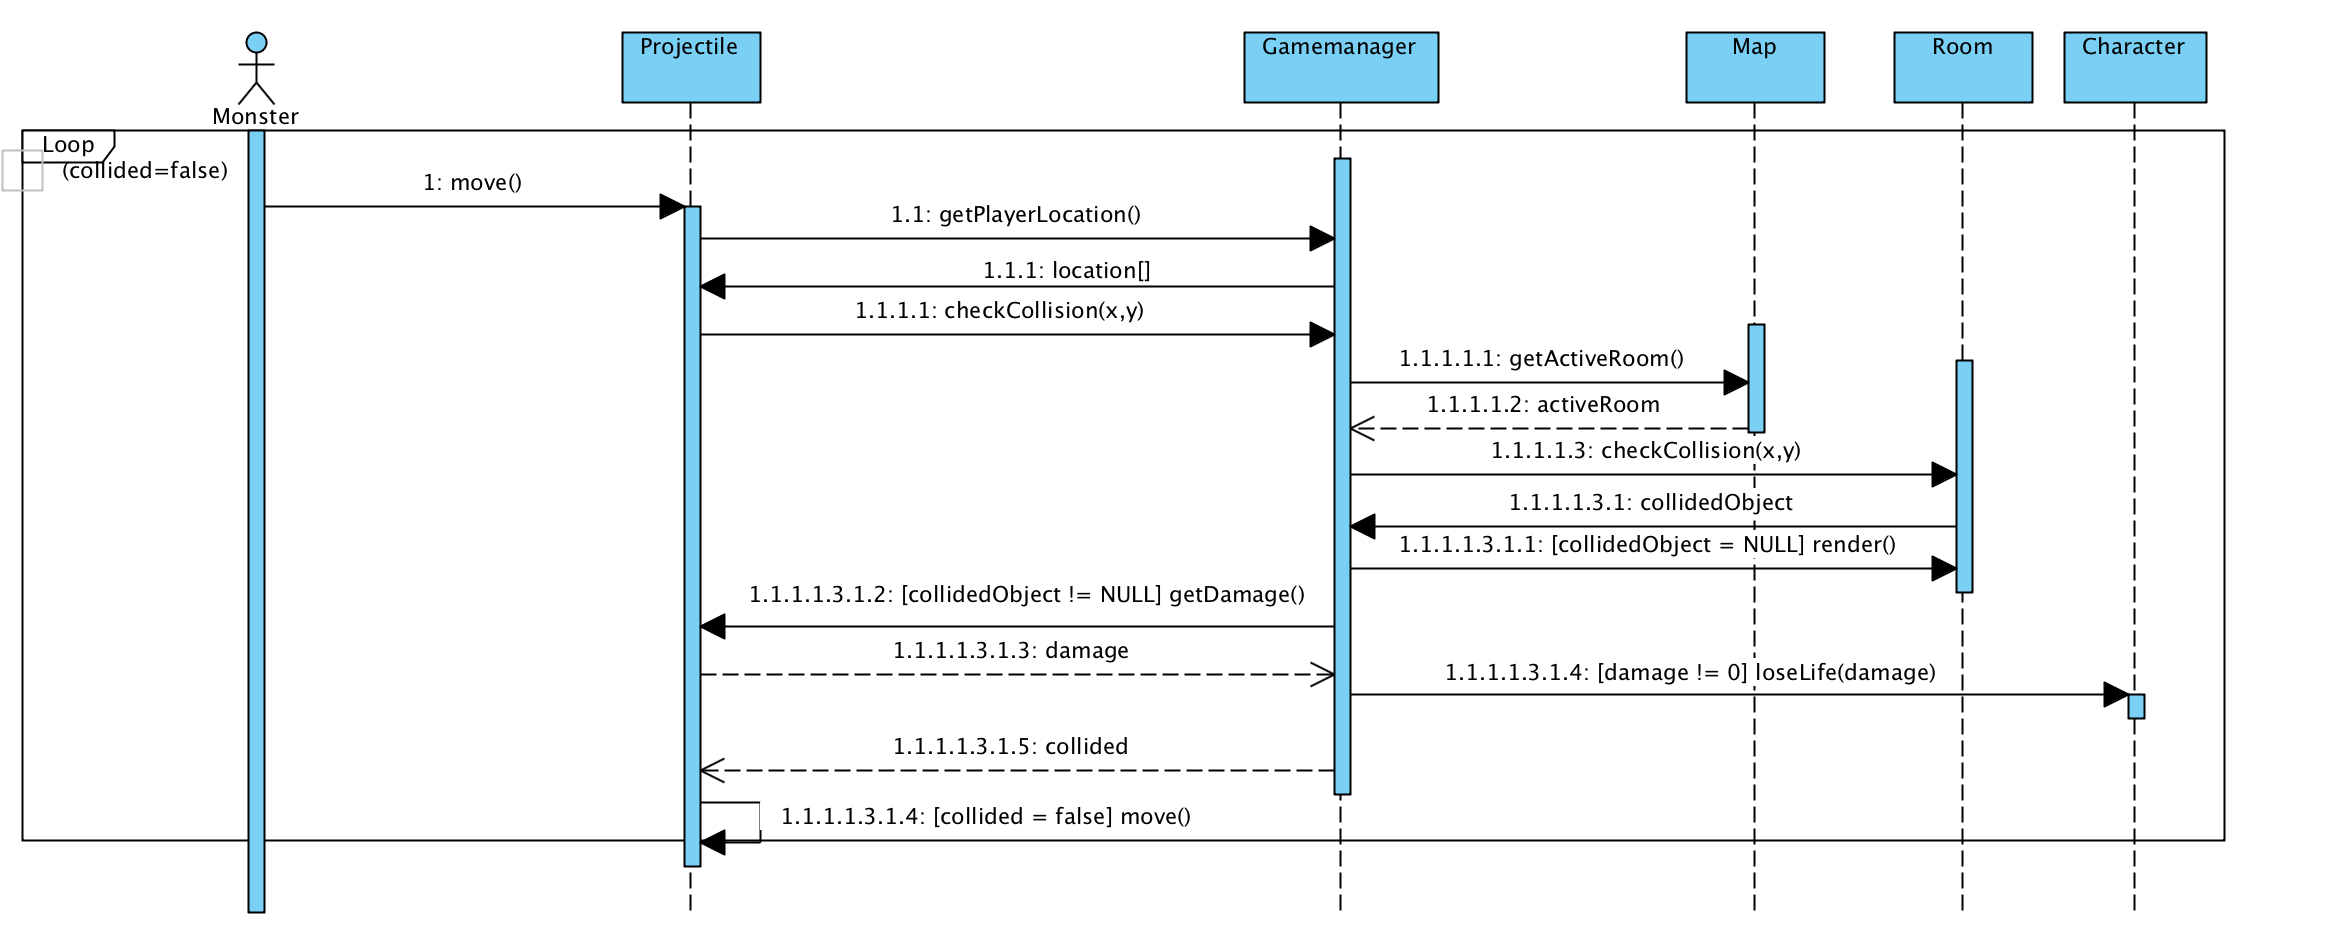 Projectile
Gamemanager
Map
Room
Character
Monster
Loop
(collided=false)
1: move()
1.1: getPlayerLocation()
1.1.1: location[]
1.1.1.1: checkCollision(x,y)
1.1.1.1.1: getActiveRoom()
1.1.1.1.2: activeRoom
1.1.1.1.3: checkCollision(x,y)
1.1.1.1.3.1: collidedObject
1.1.1.1.3.1.1: [collidedObject = NULL] render()
1.1.1.1.3.1.2: [collidedObject != NULL] getDamage()
1.1.1.1.3.1.3: damage
1.1.1.1.3.1.4: [damage != 0] loseLife(damage)
1.1.1.1.3.1.5: collided
1.1.1.1.3.1.4: [collided = false] move()